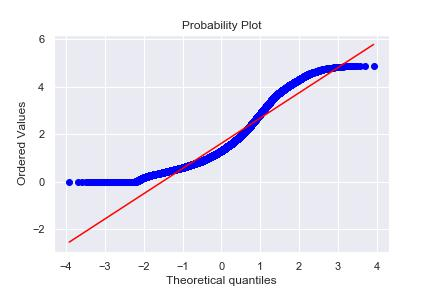 Probability Plot
6
4
2
0
−2
Ordered Values
−4 −3 −2 −1 0 1 2 3 4
Theoretical quantiles